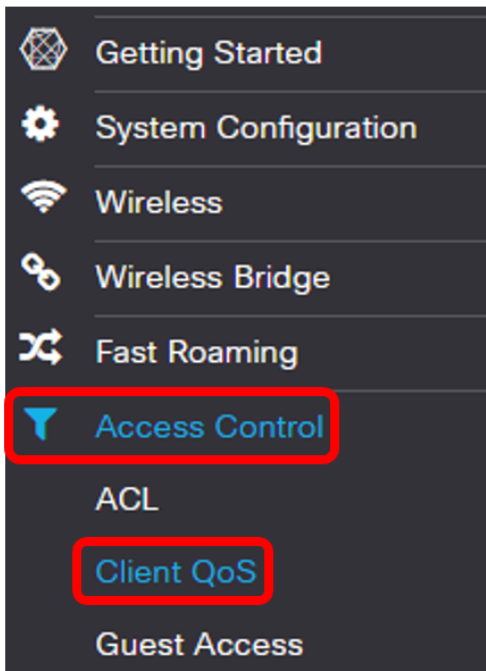 Getting Started
System Configuration
Wireless
Wireless Bridge
Fast Roaming
Access Control
ACL
Client QoS
Guest Access